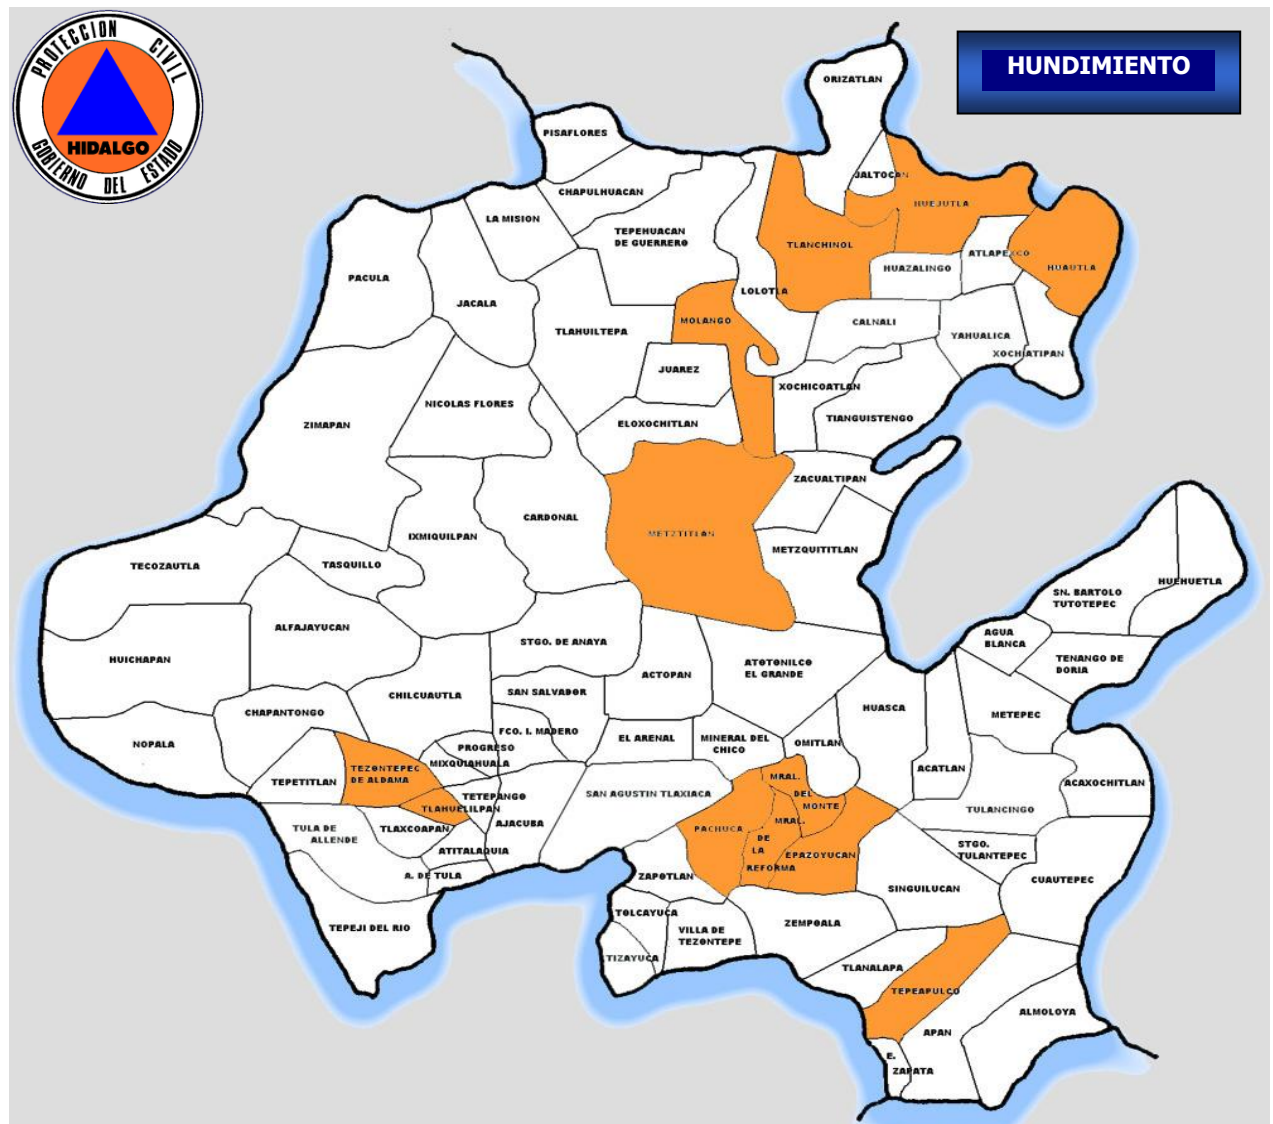 PROTECCION CIVIL
HIDALGO
GOBIERNO DEL ESTADO
HUNDIMIENTO
ORIZATLAN
PISAFLORES
JALTOCAN
CHAPULHUACAN
HUEJUTLA
LA MISION
TEPEHUACAN
DE GUERRERO
TLANCHINOL
ATLAPEXCO
HUAZALINGO
HUAUTLA
PACULA
JACALA
LOLOTLA
MOLANGO
CALNALI
TLAHUILTEPA
YAHUALICA
XOCHIATIPAN
JUAREZ
XOCHICOATLAN
NICOLAS FLORES
TIANGUISTENGO
ZIMAPAN
ELOXOCHITLAN
ZACUALTIPAN
CARDONAL
IXMIQUILPAN
METZTITLAN
METZQUITITLAN
TECOZAUTLA
TASQUILLO
HUEHUETLA
SN. BARTOLO
TUTOTEPEC
ALFAJAYUCAN
STGO. DE ANAYA
AGUA
BLANCA
HUICHAPAN
TENANGO DE
DORIA
ATOTONILCO
EL GRANDE
ACTOPAN
CHILCUAUTLA
SAN SALVADOR
HUASCA
CHAPANTONGO
METEPEC
FCO. I. MADERO
NOPALA
EL ARENAL
MINERAL DEL
CHICO
OMITLAN
PROGRESO
MIXQUIAHUALA
TEZONTEPEC
DE ALDAMA
ACATLAN
TEPETITLAN
MRAL.
DEL
MONTE
ACAXOCHITLAN
SAN AGUSTIN TLAXIACA
TETEPANGO
TLAHUELILPAN
TULANCINGO
AJACUBA
TULA DE
ALLENDE
TLAXCOAPAN
PACHUCA
MRAL.
DE
LA
REFORMA
EPAZOYUCAN
STGO.
TULANTEPEC
ATITALAQUIA
A. DE TULA
ZAPOTLAN
SINGUILUCAN
CUAUTEPEC
TOLCAYUCA
ZEMPOALA
TEPEJI DEL RIO
VILLA DE
TEZONTEPE
TIZAYUCA
TLANALAPA
TEPEAPULCO
ALMOLOYA
APAN
E.
ZAPATA